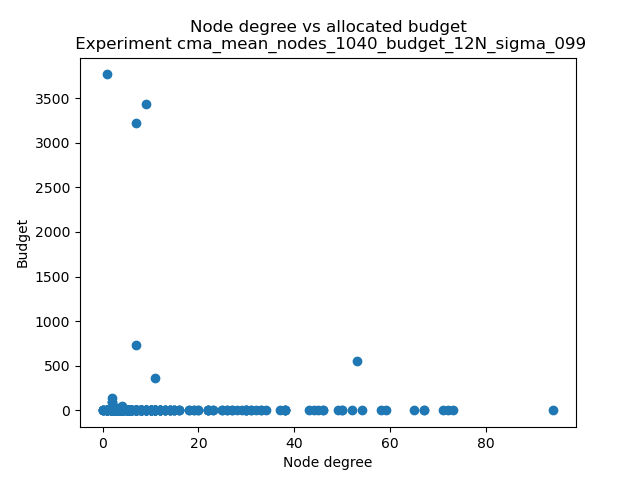 Node degree vs allocated budget
Experiment cma_mean_nodes_1040_budget_12N_sigma_099
3500
3000
2500
2000
1500
1000
500
0
Budget
0 20 40 60 80
Node degree